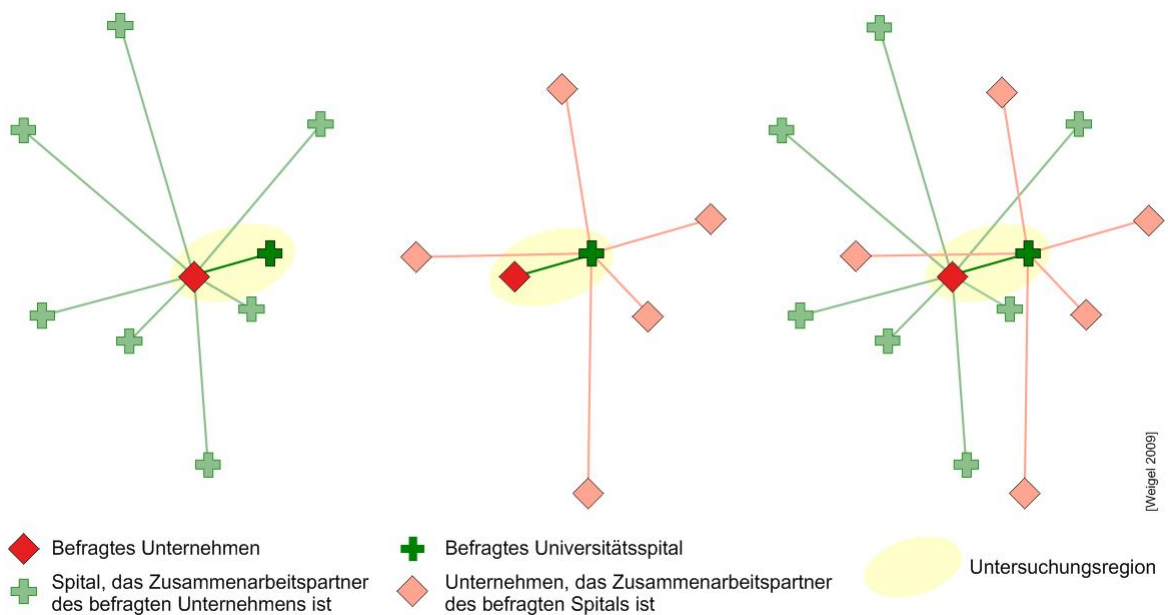 [Weigel 2009]
Befragtes Unternehmen
Spital, das Zusammenarbeitspartner
des befragten Unternehmens ist
Befragtes Universitätsspital
Unternehmen, das Zusammenarbeitspartner
des befragten Spitals ist
Untersuchungsregion